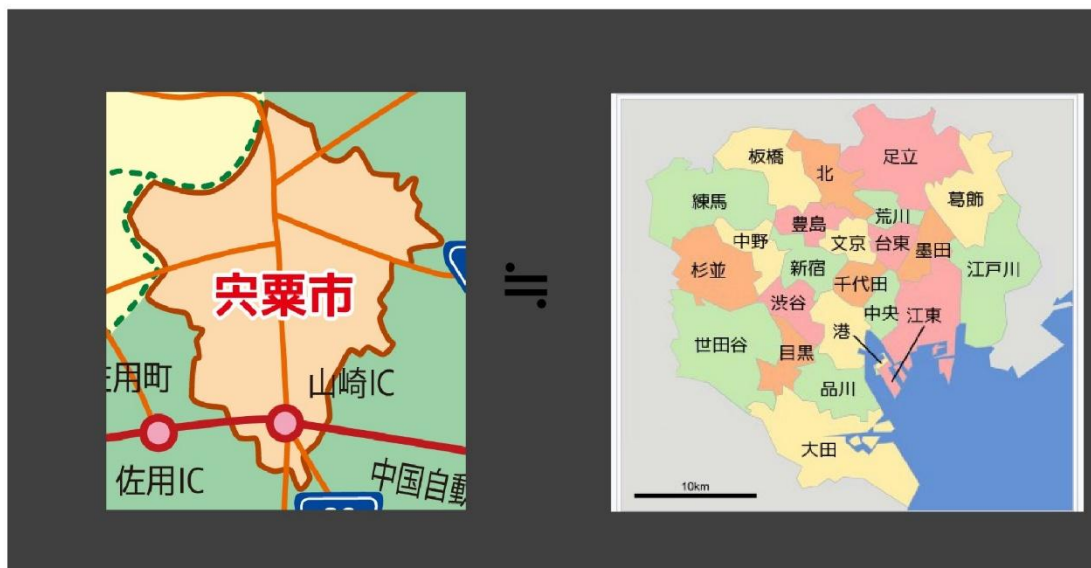 宍粟市
山崎IC
佐用IC
中国自動
≒
板橋
北
足立
葛飾
練馬
豊島
荒川
中野
文京
台東
墨田
杉並
新宿
千代田
江戸川
渋谷
中央
江東
世田谷
目黒
港
品川
大田
10km